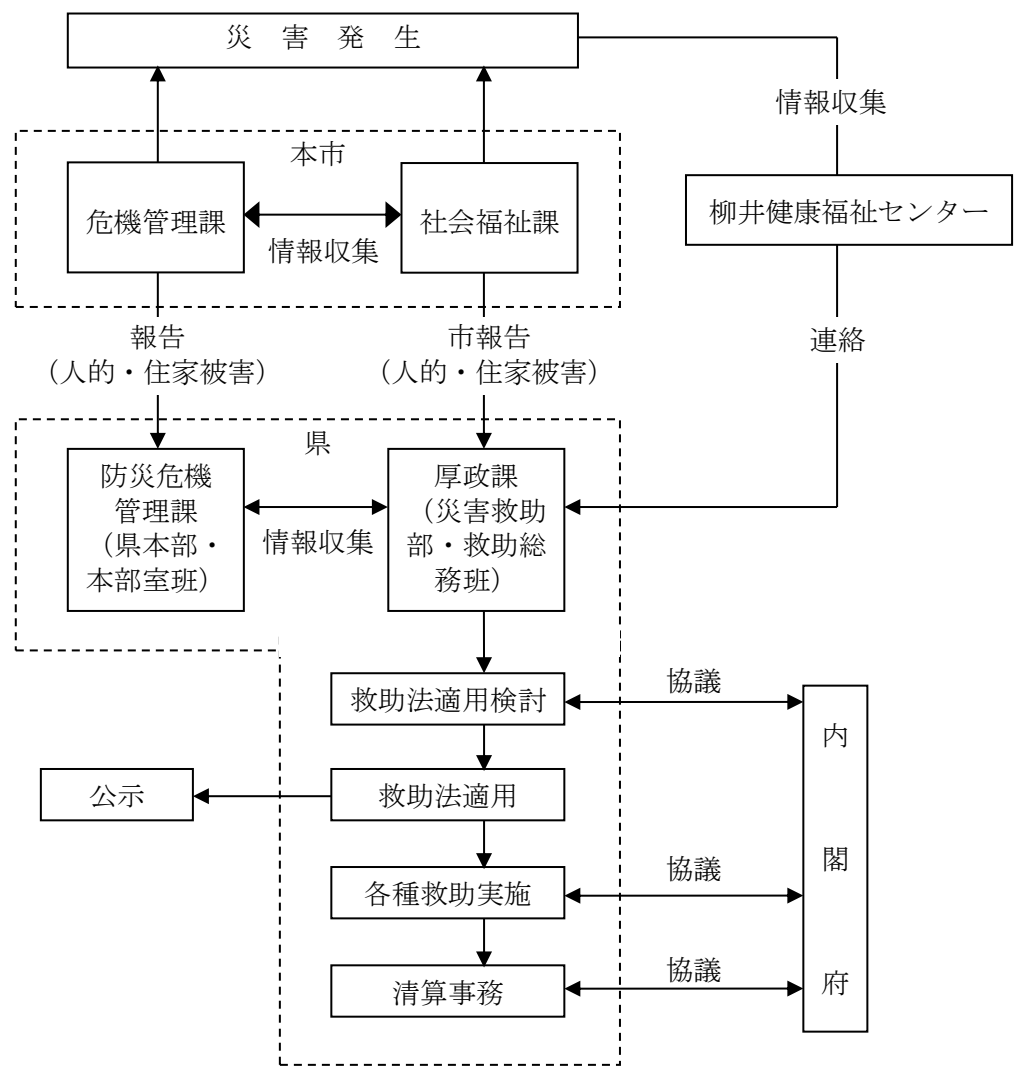 災害発生
情報収集
本市
危機管理課
社会福祉課
情報収集
柳井健康福祉センター
報告
（人的・住家被害）
市報告
（人的・住家被害）
連絡
県
防災危機
管理課
（県本部・
本部室班）
情報収集
厚政課
（災害救助
部・救助総
務班）
救助法適用検討
協議
内閣府
救助法適用
公示
各種救助実施
協議
清算事務
協議